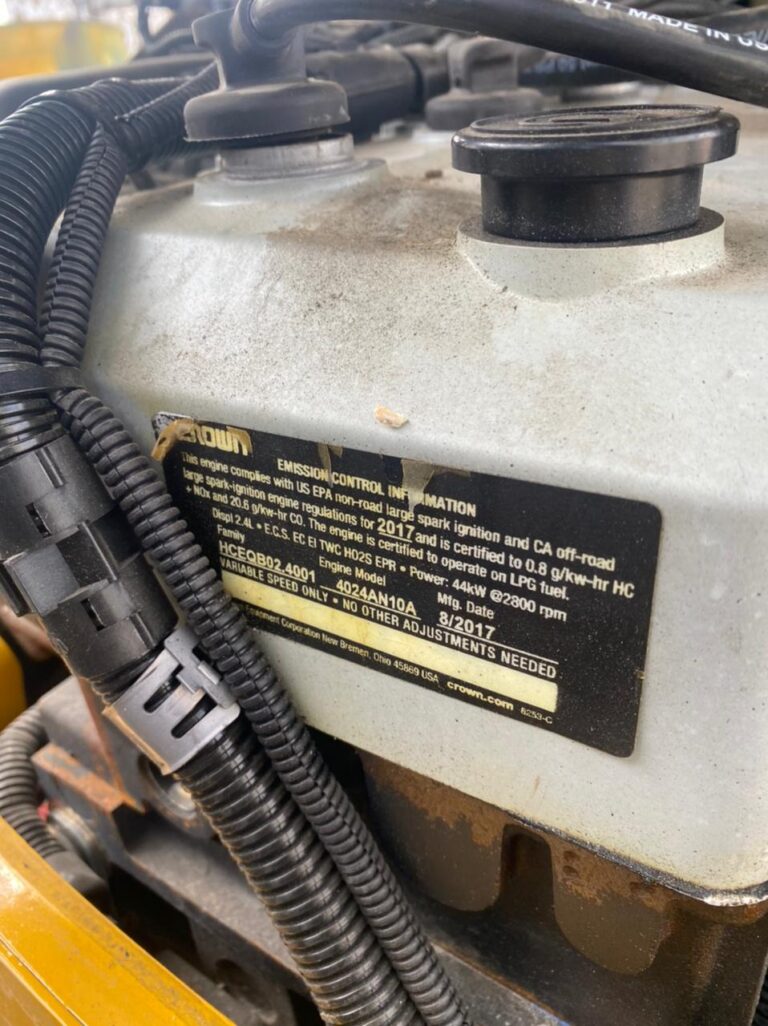 MADE IN US
CROWN
EMISSION CONTROL INFORMATION
This engine complies with US EPA non-road large spark ignition and CA off-road
large spark-ignition engine regulations for 2017 and is certified to 0.8 g/kw-hr HC
+ NOx and 20.6 g/kw-hr CO. The engine is certified to operate on LPG fuel.
Displ 2.4L • E.C.S. EC EI TWC HO2S EPR • Power: 44kW @2800 rpm
Family Engine Model Mfg. Date
HCEQB02.4001 4024AN10A 8/2017
VARIABLE SPEED ONLY • NO OTHER ADJUSTMENTS NEEDED
Equipment Corporation New Bremen, Ohio 45869 USA crown.com 8253-C